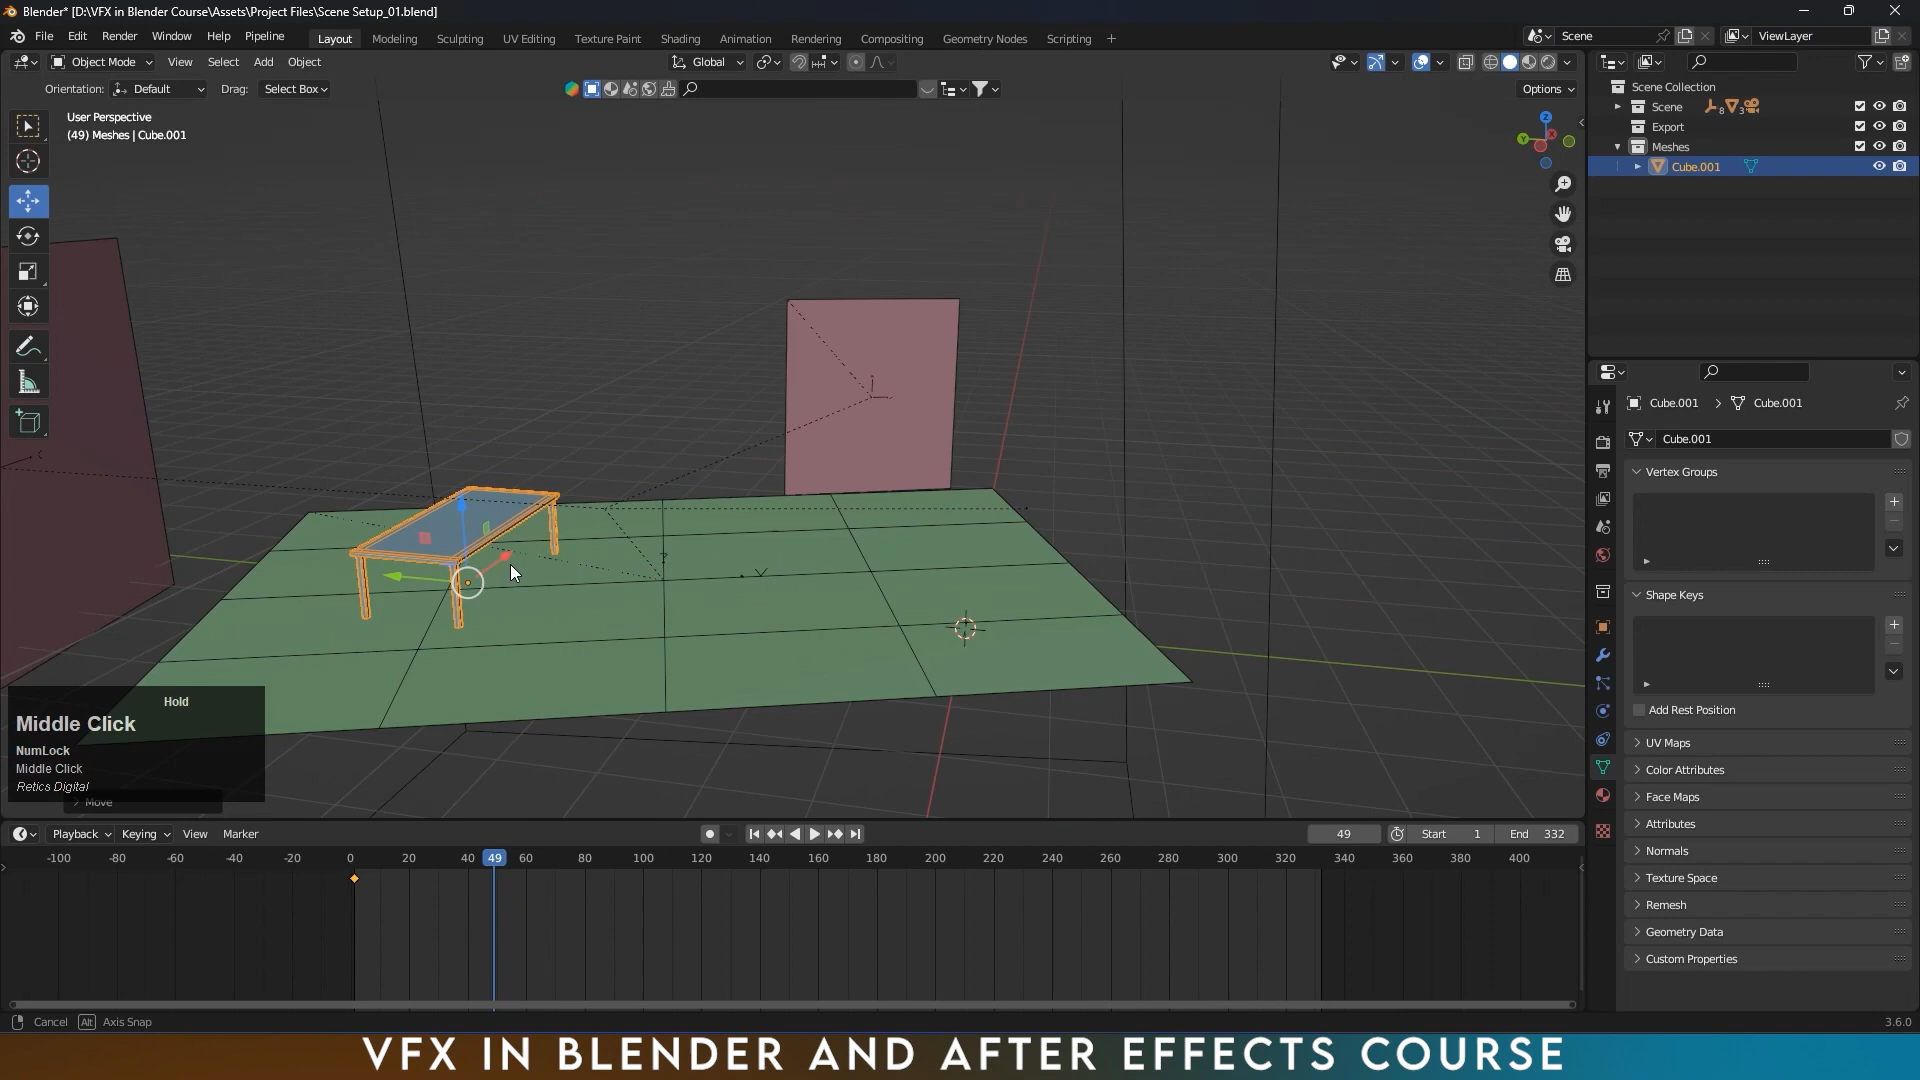 Blender* [D:\VFX in Blender Course\Assets\Project Files\Scene Setup_01.blend]
File Edit Render Window Help Pipeline Layout Modeling Sculpting UV Editing Texture Paint Shading Animation Rendering Compositing Geometry Nodes Scripting + Scene ViewLayer
Object Mode View Select Add Object Global
Orientation: Default Drag: Select Box Options
User Perspective
(49) Meshes | Cube.001
Scene Collection
Scene 8 3
Export
Meshes
Cube.001
Cube.001 > Cube.001
Cube.001
Vertex Groups
Shape Keys
Add Rest Position
UV Maps
Color Attributes
Face Maps
Attributes
Normals
Texture Space
Remesh
Geometry Data
Custom Properties
Hold
Middle Click
NumLock
Middle Click
Retics Digital
Move
Playback Keying View Marker 49 Start 1 End 332
-100 -80 -60 -40 -20 0 20 40 49 60 80 100 120 140 160 180 200 220 240 260 280 300 320 340 360 380 400
Cancel Alt Axis Snap 3.6.0
VFX IN BLENDER AND AFTER EFFECTS COURSE